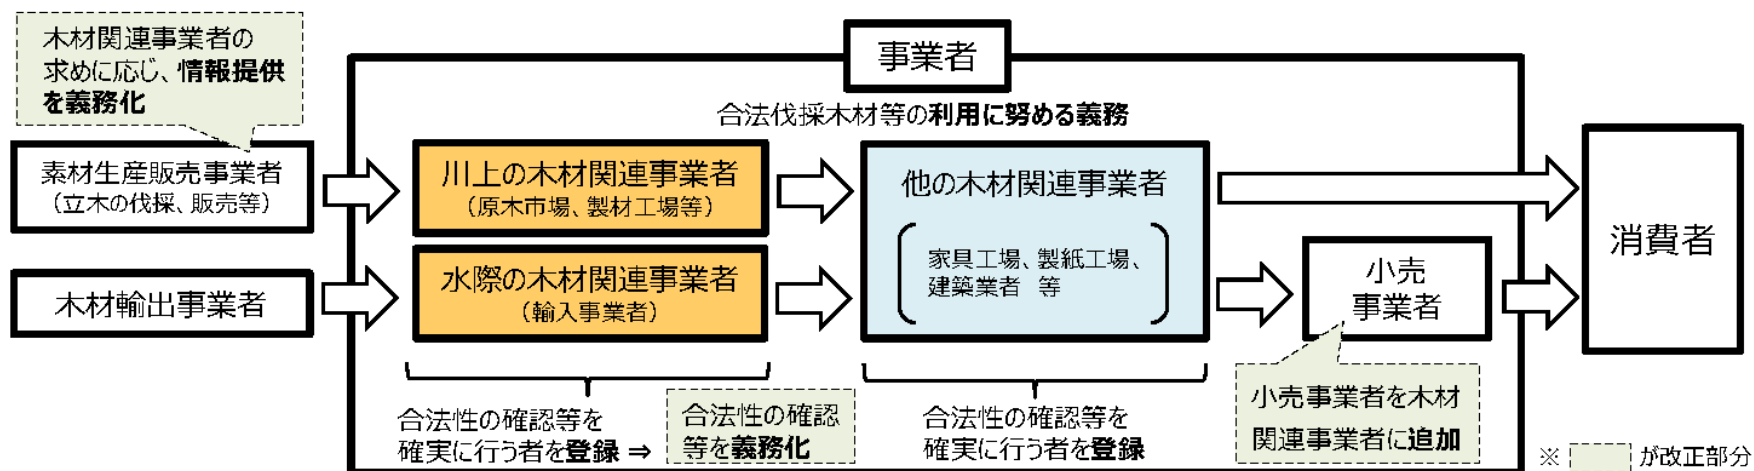 木材関連事業者の
求めに応じ、情報提供
を義務化
事業者
合法伐採木材等の利用に努める義務
素材生産販売事業者
（立木の伐採、販売等）
川上の木材関連事業者
（原木市場、製材工場等）
他の木材関連事業者
家具工場、製紙工場、
建築業者　等
消費者
木材輸出事業者
水際の木材関連事業者
（輸入事業者）
小売
事業者
合法性の確認等を
確実に行う者を登録 ⇒
合法性の確認
等を義務化
合法性の確認等を
確実に行う者を登録
小売事業者を木材
関連事業者に追加
※ が改正部分